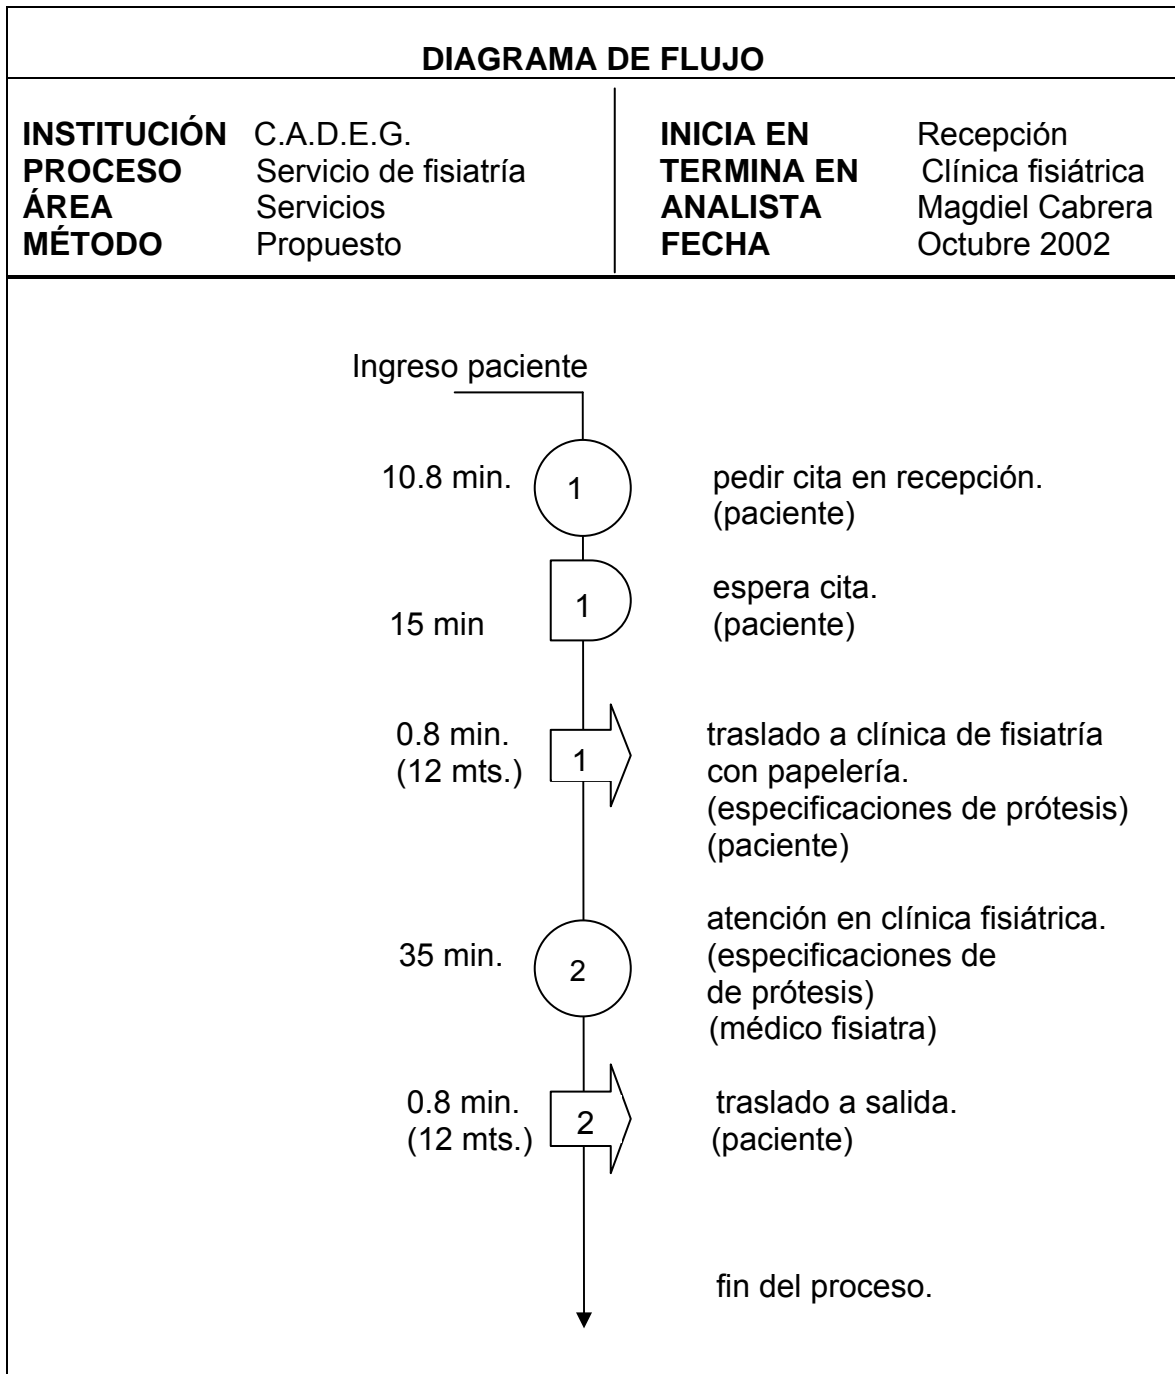 DIAGRAMA DE FLUJO
INSTITUCIÓN C.A.D.E.G.
PROCESO Servicio de fisiatría
ÁREA Servicios
MÉTODO Propuesto
INICIA EN Recepción
TERMINA EN Clínica fisiátrica
ANALISTA Magdiel Cabrera
FECHA Octubre 2002
Ingreso paciente
10.8 min.
1
pedir cita en recepción.
(paciente)
15 min
1
espera cita.
(paciente)
0.8 min.
(12 mts.)
1
traslado a clínica de fisiatría
con papelería.
(especificaciones de prótesis)
(paciente)
35 min.
2
atención en clínica fisiátrica.
(especificaciones de
de prótesis)
(médico fisiatra)
0.8 min.
(12 mts.)
2
traslado a salida.
(paciente)
fin del proceso.